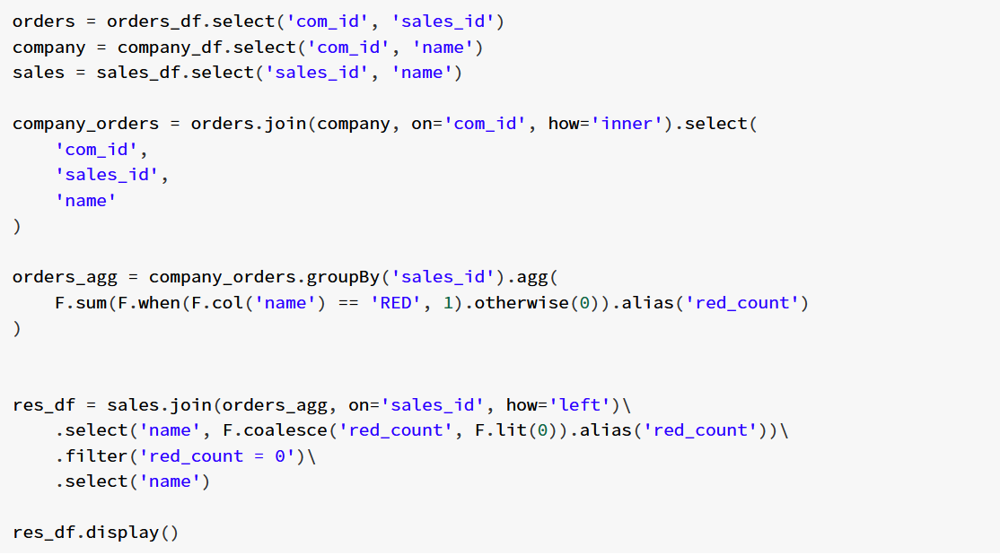 orders = orders_df.select('com_id', 'sales_id')
company = company_df.select('com_id', 'name')
sales = sales_df.select('sales_id', 'name')

company_orders = orders.join(company, on='com_id', how='inner').select(
    'com_id',
    'sales_id',
    'name'
)

orders_agg = company_orders.groupBy('sales_id').agg(
    F.sum(F.when(F.col('name') == 'RED', 1).otherwise(0)).alias('red_count')
)

res_df = sales.join(orders_agg, on='sales_id', how='left')\
    .select('name', F.coalesce('red_count', F.lit(0)).alias('red_count'))\
    .filter('red_count = 0')\
    .select('name')

res_df.display()